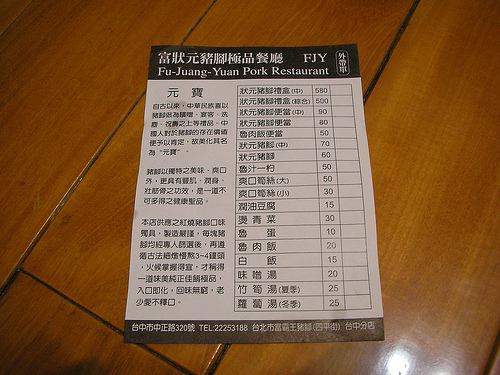 富狀元豬腳極品餐廳 FJY 外帶單
Fu-Juang-Yuan Pork Restaurant
元寶
自古以來，中華民族喜以
豬腳做為饋贈、宴客、洗
塵、祝壽之上等禮品，中
國人對於豬腳的存在價值
便予以肯定，故美化其名
為“元寶”。
豬腳以獨特之美味、爽口
外，更具有豐肌、潤身、
壯筋骨之功效，是一道不
可多得之健康聖品。
本店供應之紅燒豬腳口味
獨具，製造嚴謹，每塊豬
腳均經專人篩選後，再遵
循古法細燉慢熬3~4鐘頭
，火候掌握得宜，才稱得
一道味美純正佳餚極品，
入口即化，回味無窮，老
少愛不釋口。
狀元豬腳禮盒(中) 580
狀元豬腳禮盒(綜合) 500
狀元豬腳便當(中) 90
狀元豬腳便當 80
魯肉飯便當 50
狀元豬腳(中) 70
狀元豬腳 60
魯汁一杓 50
爽口筍絲(大) 50
爽口筍絲(小) 30
潤油豆腐 15
燙青菜 30
魯蛋 10
魯肉飯 20
白飯 15
味噌湯 20
竹筍湯(夏季) 25
蘿蔔湯(冬季) 25
台中市中正路320號 TEL:22253188 台北市富霸王豬腳(四平街) 台中分店